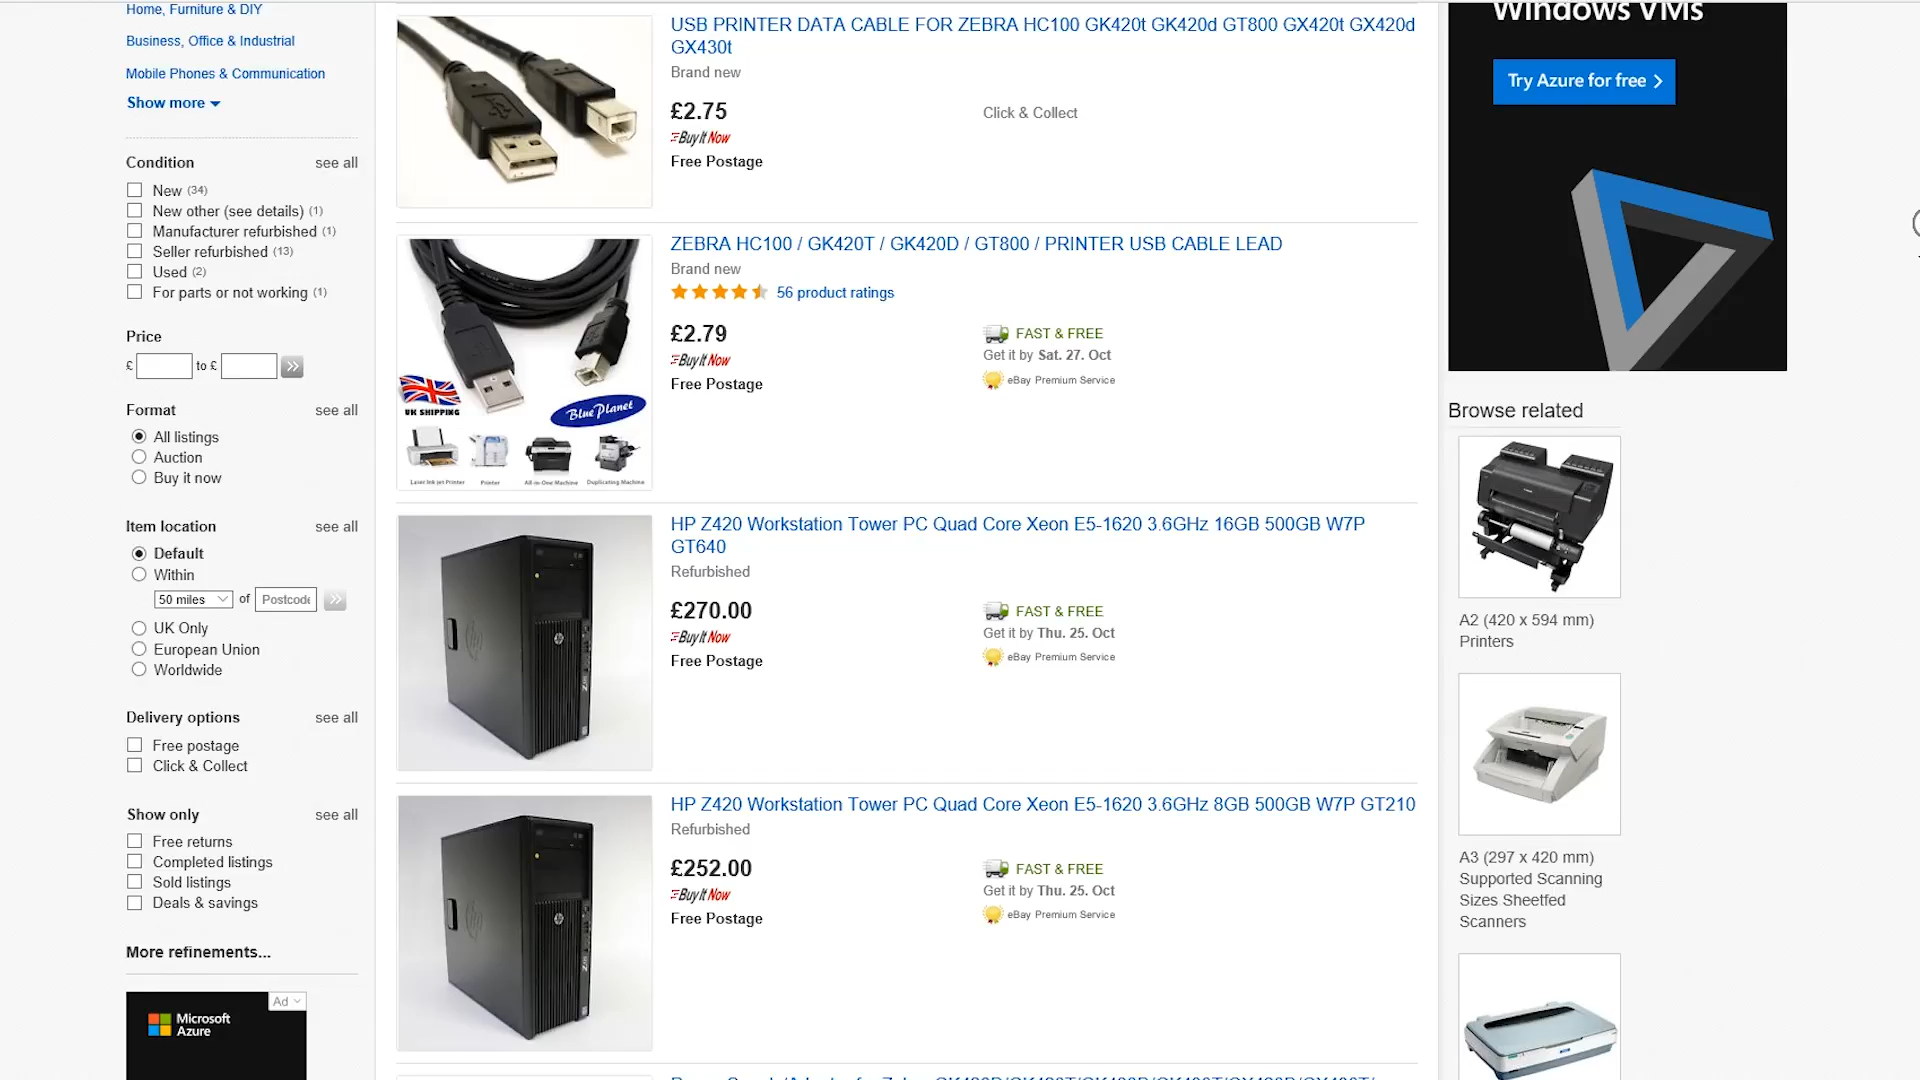 Home, Furniture & DIY
Business, Office & Industrial
Mobile Phones & Communication
Show more
Condition see all
New (34)
New other (see details) (1)
Manufacturer refurbished (1)
Seller refurbished (13)
Used (2)
For parts or not working (1)
Price
£ to £
Format see all
All listings
Auction
Buy it now
Item location see all
Default
Within
50 miles of Postcode
UK Only
European Union
Worldwide
Delivery options see all
Free postage
Click & Collect
Show only see all
Free returns
Completed listings
Sold listings
Deals & savings
More refinements...
Ad
Microsoft
Azure
USB PRINTER DATA CABLE FOR ZEBRA HC100 GK420t GK420d GT800 GX420t GX420d
GX430t
Brand new
£2.75
Click & Collect
Buy It Now
Free Postage
ZEBRA HC100 / GK420T / GK420D / GT800 / PRINTER USB CABLE LEAD
Brand new
56 product ratings
£2.79
FAST & FREE
Get it by Sat. 27. Oct
Buy It Now
eBay Premium Service
Free Postage
UK SHIPPING
Blue Planet
Laser Ink jet Printer Printer All-in-One Machine Duplicating Machine
HP Z420 Workstation Tower PC Quad Core Xeon E5-1620 3.6GHz 16GB 500GB W7P
GT640
Refurbished
£270.00
FAST & FREE
Get it by Thu. 25. Oct
Buy It Now
eBay Premium Service
Free Postage
HP Z420 Workstation Tower PC Quad Core Xeon E5-1620 3.6GHz 8GB 500GB W7P GT210
Refurbished
£252.00
FAST & FREE
Get it by Thu. 25. Oct
Buy It Now
eBay Premium Service
Free Postage
Windows VMs
Try Azure for free
Browse related
A2 (420 x 594 mm)
Printers
A3 (297 x 420 mm)
Supported Scanning
Sizes Sheetfed
Scanners